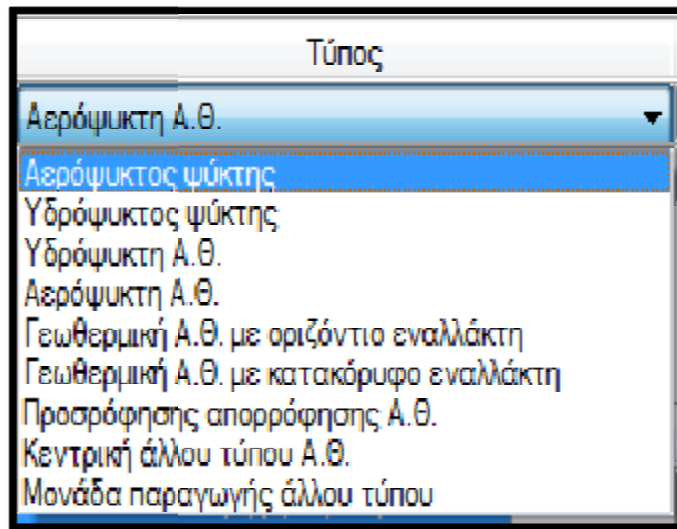 Τύπος
Αερόψυκτη Α.Θ.
Αερόψυκτος ψύκτης
Υδρόψυκτος ψύκτης
Υδρόψυκτη Α.Θ.
Αερόψυκτη Α.Θ.
Γεωθερμική Α.Θ. με οριζόντιο εναλλάκτη
Γεωθερμική Α.Θ. με κατακόρυφο εναλλάκτη
Προσρόφησης απορρόφησης Α.Θ.
Κεντρική άλλου τύπου Α.Θ.
Μονάδα παραγωγής άλλου τύπου